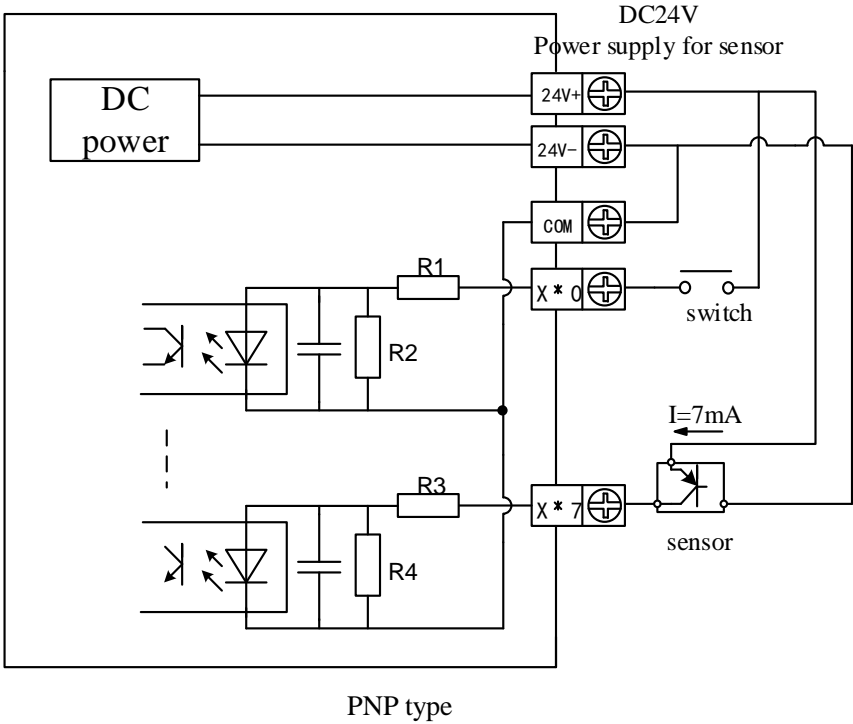 DC24V
Power supply for sensor
DC
power
24V+
24V-
COM
R1
X * 0
switch
R2
I=7mA
R3
X * 7
sensor
R4
PNP type